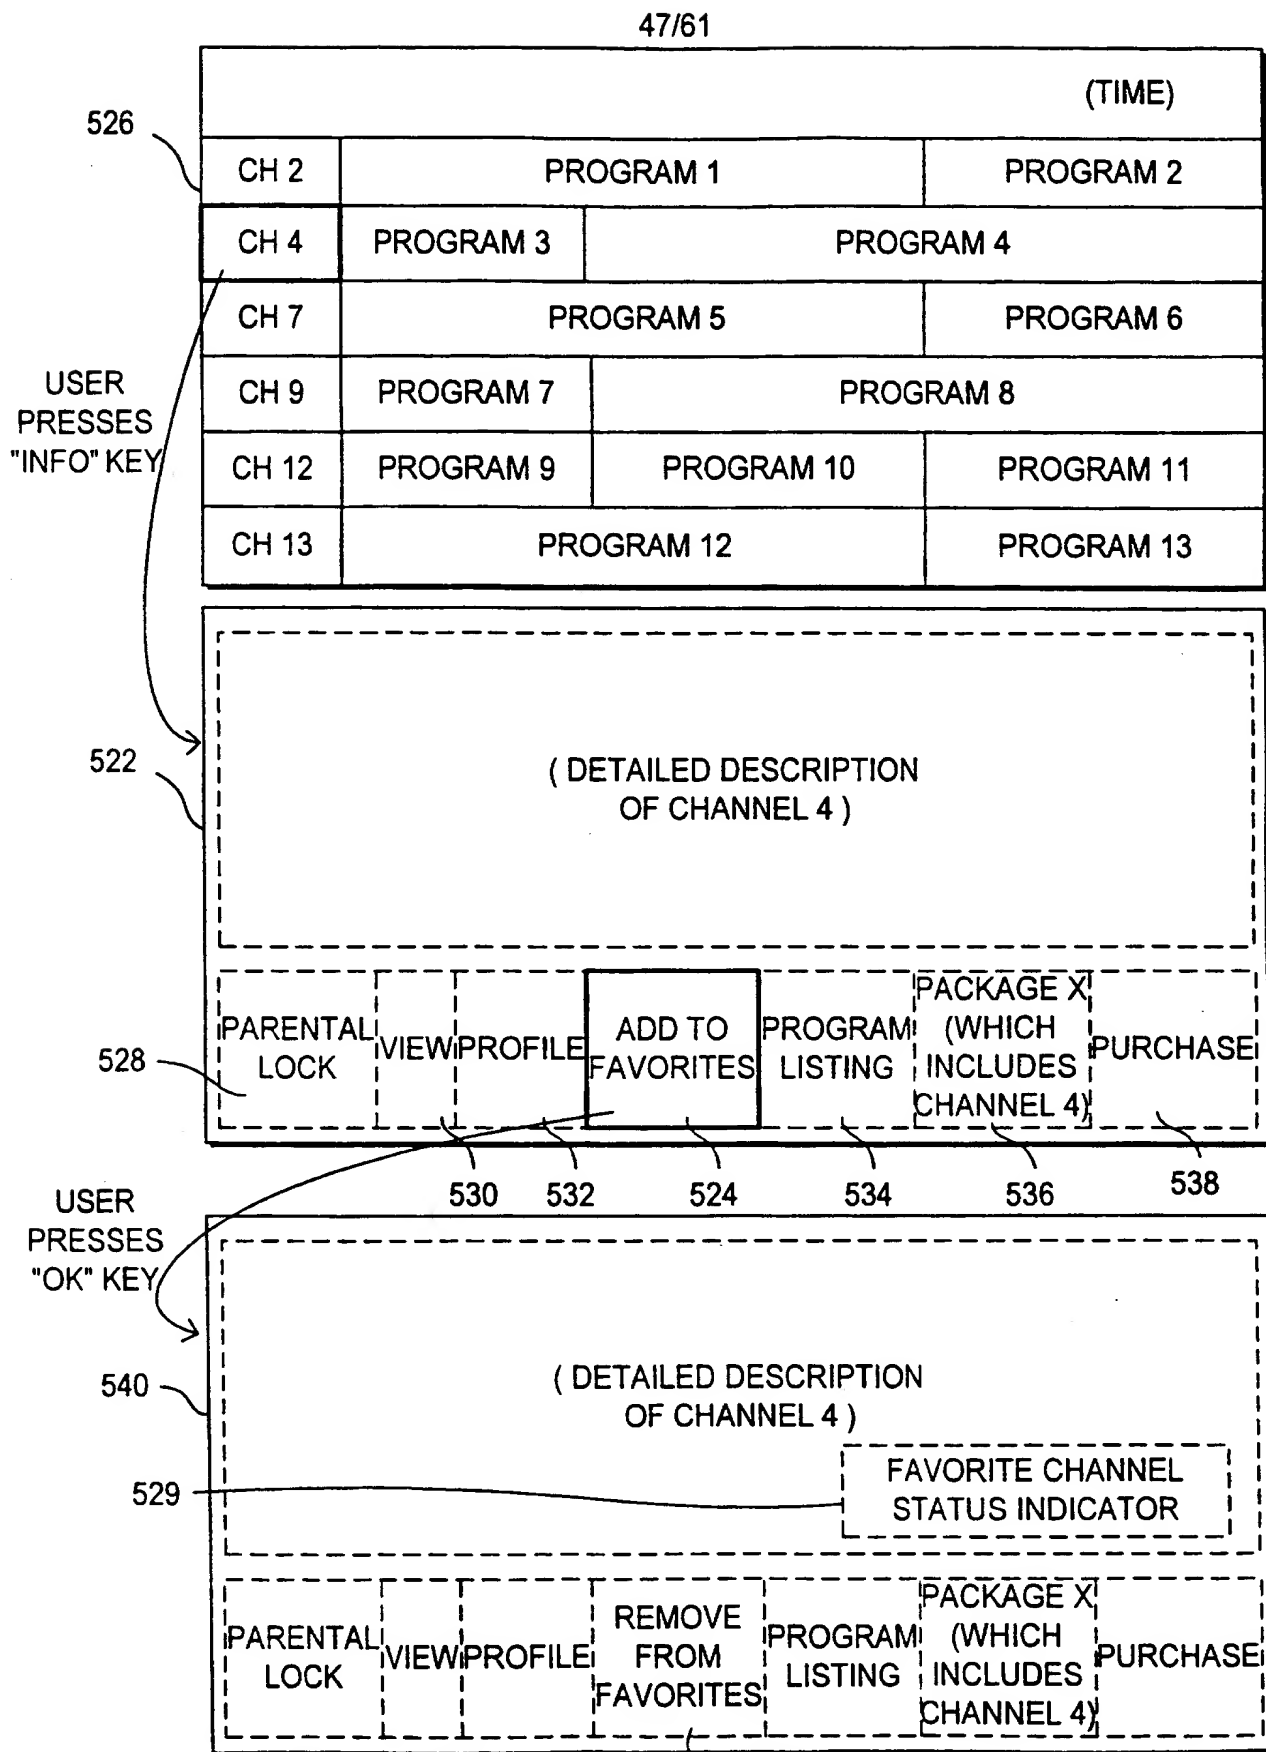 47/61
(TIME)
526
CH 2 PROGRAM 1 PROGRAM 2
CH 4 PROGRAM 3 PROGRAM 4
CH 7 PROGRAM 5 PROGRAM 6
CH 9 PROGRAM 7 PROGRAM 8
CH 12 PROGRAM 9 PROGRAM 10 PROGRAM 11
CH 13 PROGRAM 12 PROGRAM 13
USER
PRESSES
"INFO" KEY
522
( DETAILED DESCRIPTION
OF CHANNEL 4 )
PARENTAL
LOCK
VIEW
PROFILE
ADD TO
FAVORITES
PROGRAM
LISTING
PACKAGE X
(WHICH
INCLUDES
CHANNEL 4)
PURCHASE
528
530 532 524 534 536 538
USER
PRESSES
"OK" KEY
540
( DETAILED DESCRIPTION
OF CHANNEL 4 )
529
FAVORITE CHANNEL
STATUS INDICATOR
PARENTAL
LOCK
VIEW
PROFILE
REMOVE
FROM
FAVORITES
PROGRAM
LISTING
PACKAGE X
(WHICH
INCLUDES
CHANNEL 4)
PURCHASE